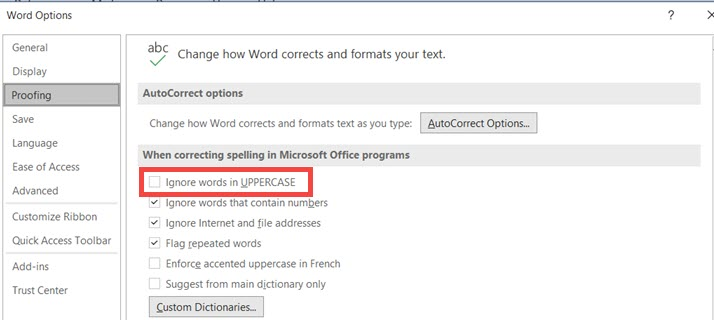 Word Options
?
General
Display
Proofing
Save
Language
Ease of Access
Advanced
Customize Ribbon
Quick Access Toolbar
Add-ins
Trust Center
abc
Change how Word corrects and formats your text.
AutoCorrect options
Change how Word corrects and formats text as you type: AutoCorrect Options...
When correcting spelling in Microsoft Office programs
Ignore words in UPPERCASE
Ignore words that contain numbers
Ignore Internet and file addresses
Flag repeated words
Enforce accented uppercase in French
Suggest from main dictionary only
Custom Dictionaries...